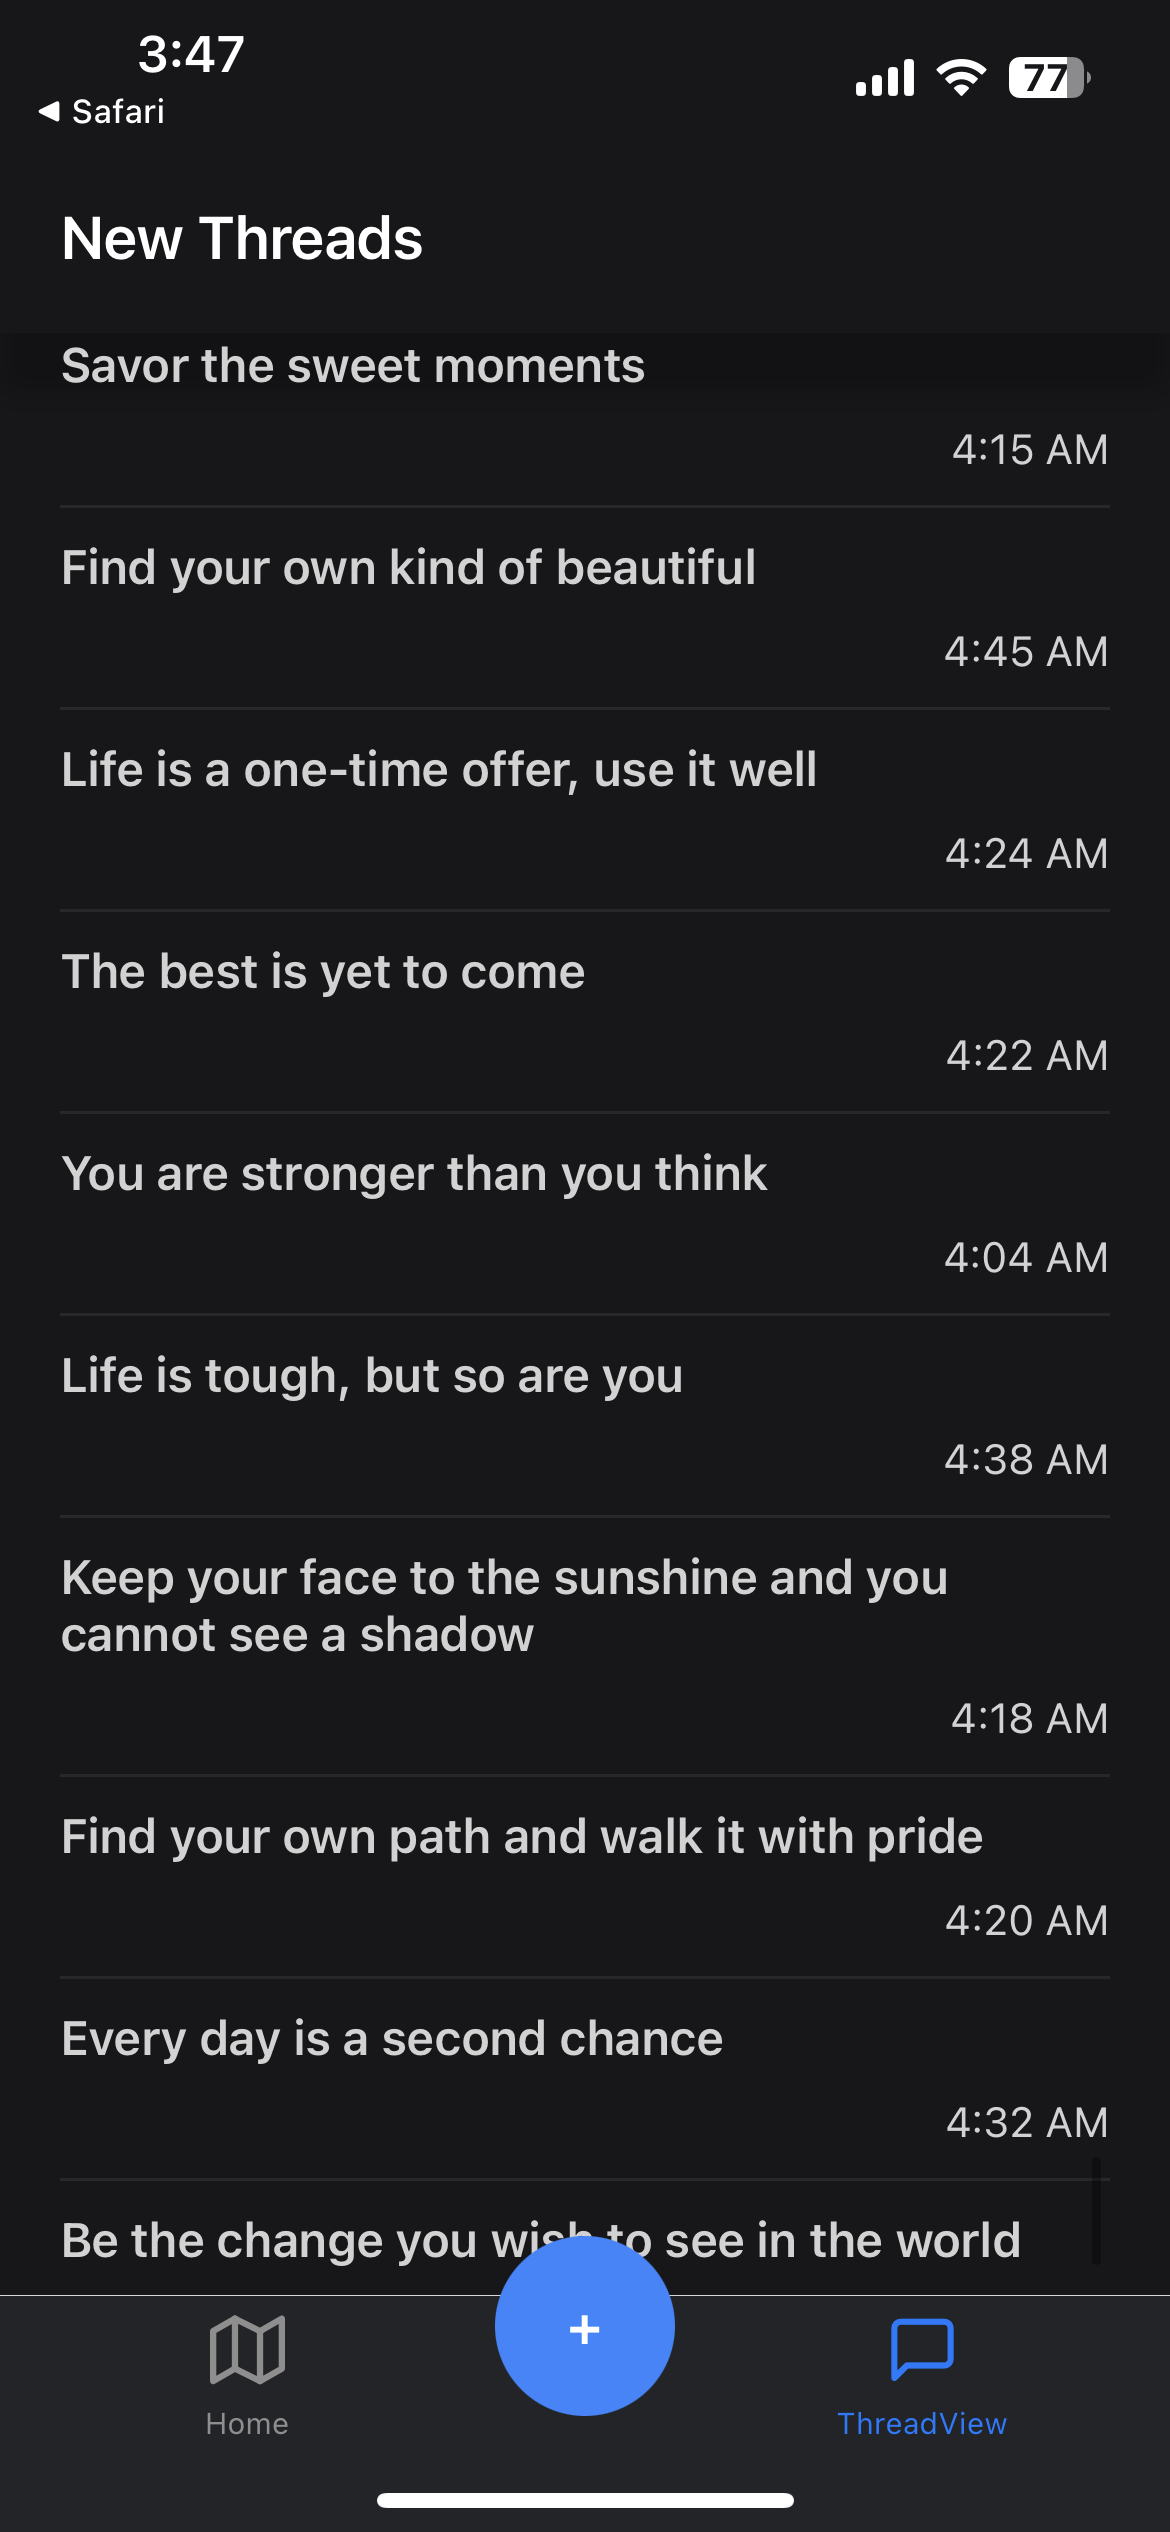 3:47
Safari
77
New Threads
Savor the sweet moments
4:15 AM
Find your own kind of beautiful
4:45 AM
Life is a one-time offer, use it well
4:24 AM
The best is yet to come
4:22 AM
You are stronger than you think
4:04 AM
Life is tough, but so are you
4:38 AM
Keep your face to the sunshine and you
cannot see a shadow
4:18 AM
Find your own path and walk it with pride
4:20 AM
Every day is a second chance
4:32 AM
Be the change you wish to see in the world
+
Home
ThreadView